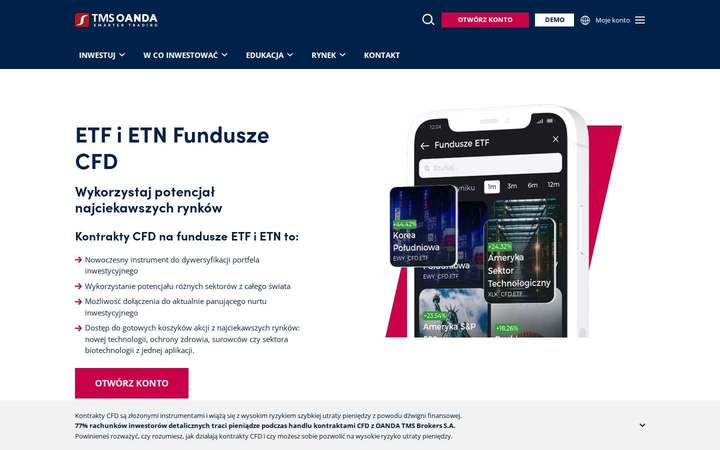 TMS OANDA
SMARTER TRADING
OTWÓRZ KONTO
DEMO
Moje konto
INWESTUJ
W CO INWESTOWAĆ
EDUKACJA
RYNEK
KONTAKT
ETF i ETN Fundusze
CFD
Wykorzystaj potencjał
najciekawszych rynków
Kontrakty CFD na fundusze ETF i ETN to:
Nowoczesny instrument do dywersyfikacji portfela
inwestycyjnego
Wykorzystanie potencjału różnych sektorów z całego świata
Możliwość dołączenia do aktualnie panującego nurtu
inwestycyjnego
Dostęp do gotowych koszyków akcji z najciekawszych rynków:
nowej technologii, ochrony zdrowia, surowców czy sektora
biotechnologii z jednej aplikacji.
OTWÓRZ KONTO
12:04
Fundusze ETF
Szukaj...
1m 3m 6m 12m
+44.42%
Korea
Południowa
EWY_CFD.ETF
EWY_CFD.ETF
+24.32%
Ameryka
Sektor
Technologiczny
XLK_CFD.ETF
+23.54%
Ameryka S&P
+18.26%
Kontrakty CFD są złożonymi instrumentami i wiążą się z wysokim ryzykiem szybkiej utraty pieniędzy z powodu dźwigni finansowej.
77% rachunków inwestorów detalicznych traci pieniądze podczas handlu kontraktami CFD z OANDA TMS Brokers S.A.
Powinieneś rozważyć, czy rozumiesz, jak działają kontrakty CFD i czy możesz sobie pozwolić na wysokie ryzyko utraty pieniędzy.